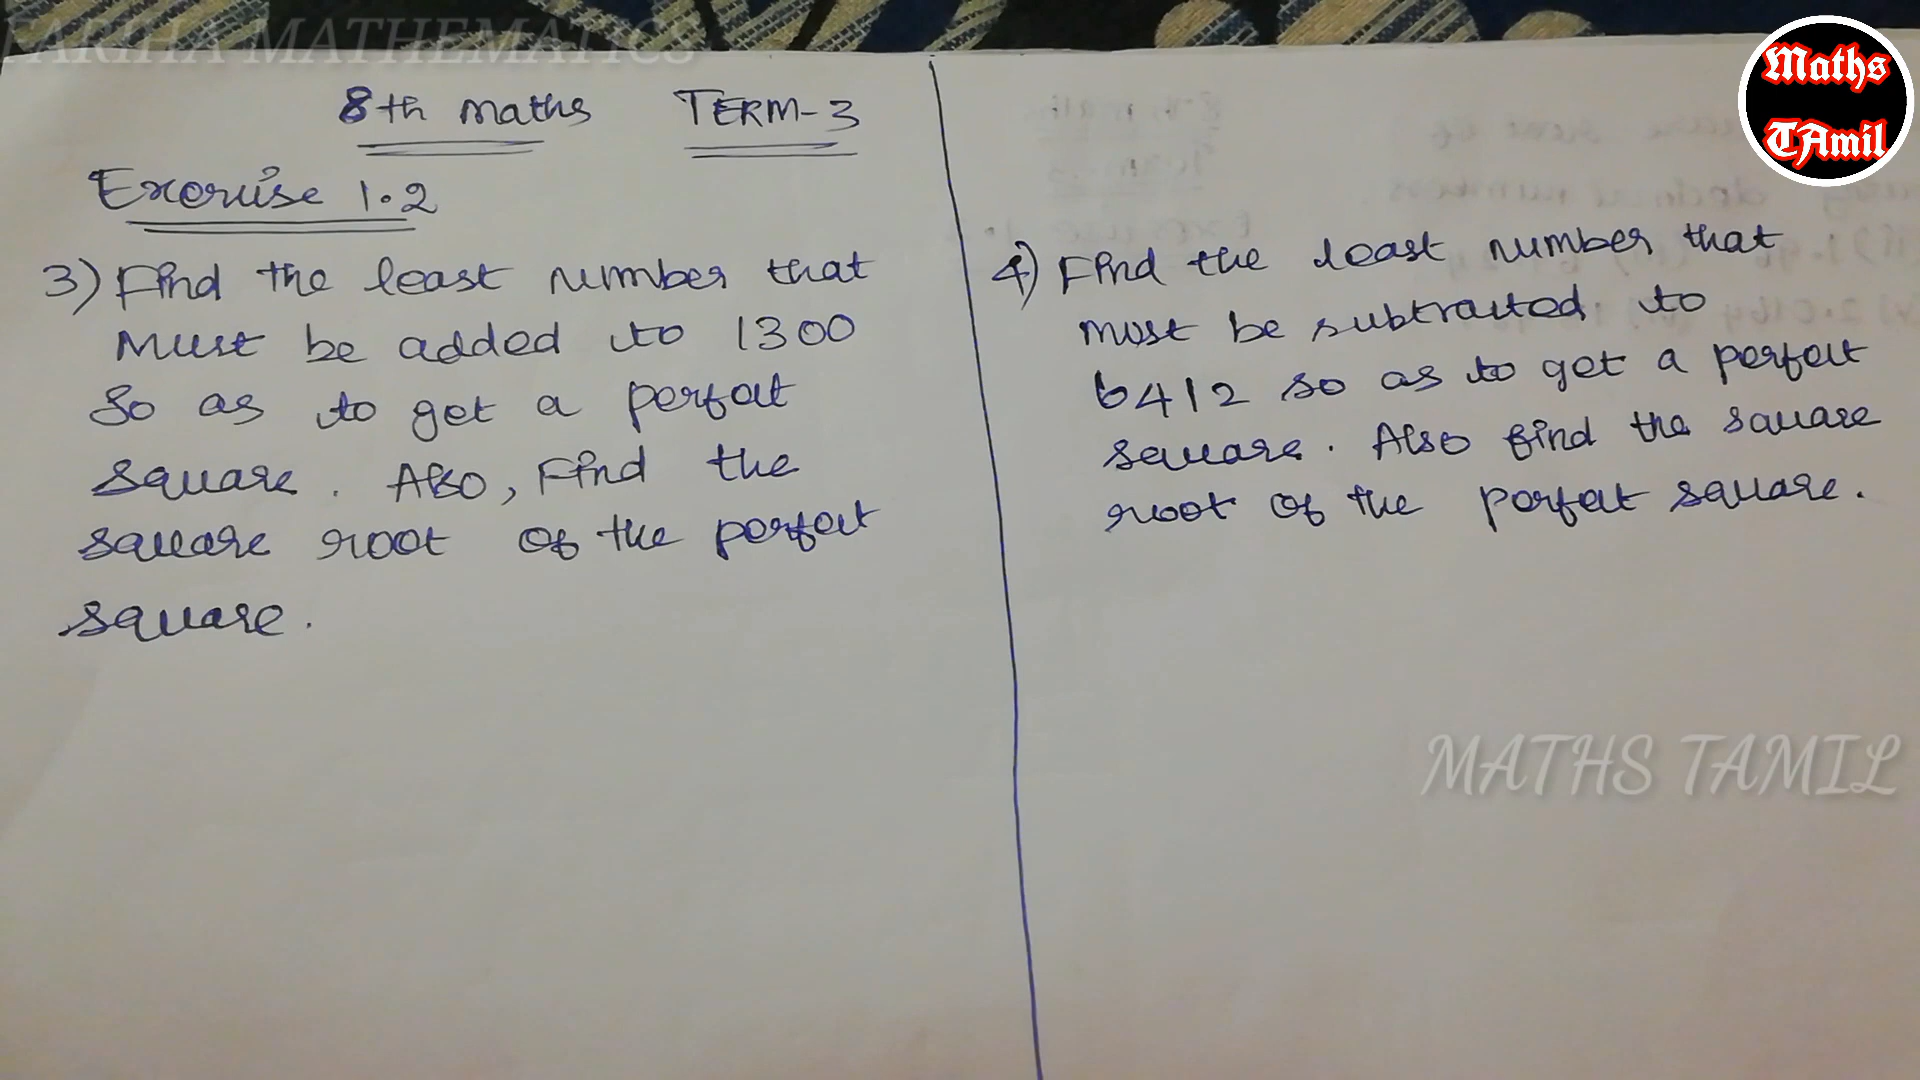 FARIHA MATHEMATICS
Maths
TAmil
8th maths TERM-3
Exercise 1.2
3) Find the least number that
Must be added to 1300
So as to get a perfect
square. Also, Find the
square root of the perfect
square.
4) Find the least number that
must be subtracted to
6412 so as to get a perfect
square. Also find the square
root of the perfect square.
MATHS TAMIL